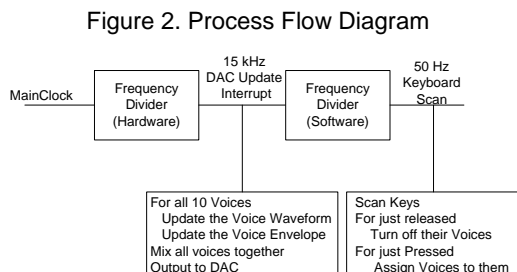 Figure 2. Process Flow Diagram
MainClock
Frequency
Divider
(Hardware)
15 kHz
DAC Update
Interrupt
Frequency
Divider
(Software)
50 Hz
Keyboard
Scan
For all 10 Voices
Update the Voice Waveform
Update the Voice Envelope
Mix all voices together
Output to DAC
Scan Keys
For just released
Turn off their Voices
For just Pressed
Assign Voices to them